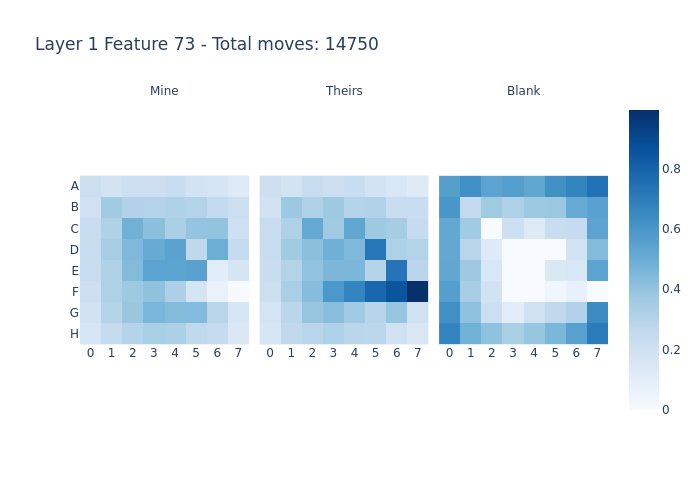 Layer 1 Feature 73 - Total moves: 14750
Mine Theirs Blank
A
B
C
D
E
F
G
H
0 1 2 3 4 5 6 7 0 1 2 3 4 5 6 7 0 1 2 3 4 5 6 7
0.8
0.6
0.4
0.2
0